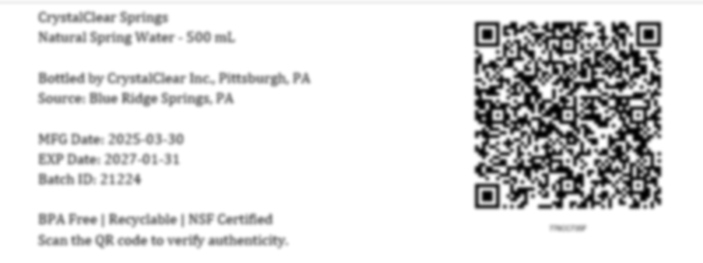 CrystalClear Springs
Natural Spring Water - 500 mL
Bottled by CrystalClear Inc., Pittsburgh, PA
Source: Blue Ridge Springs, PA
MFG Date: 2025-03-30
EXP Date: 2027-01-31
Batch ID: 21224
BPA Free | Recyclable | NSF Certified
Scan the QR code to verify authenticity.